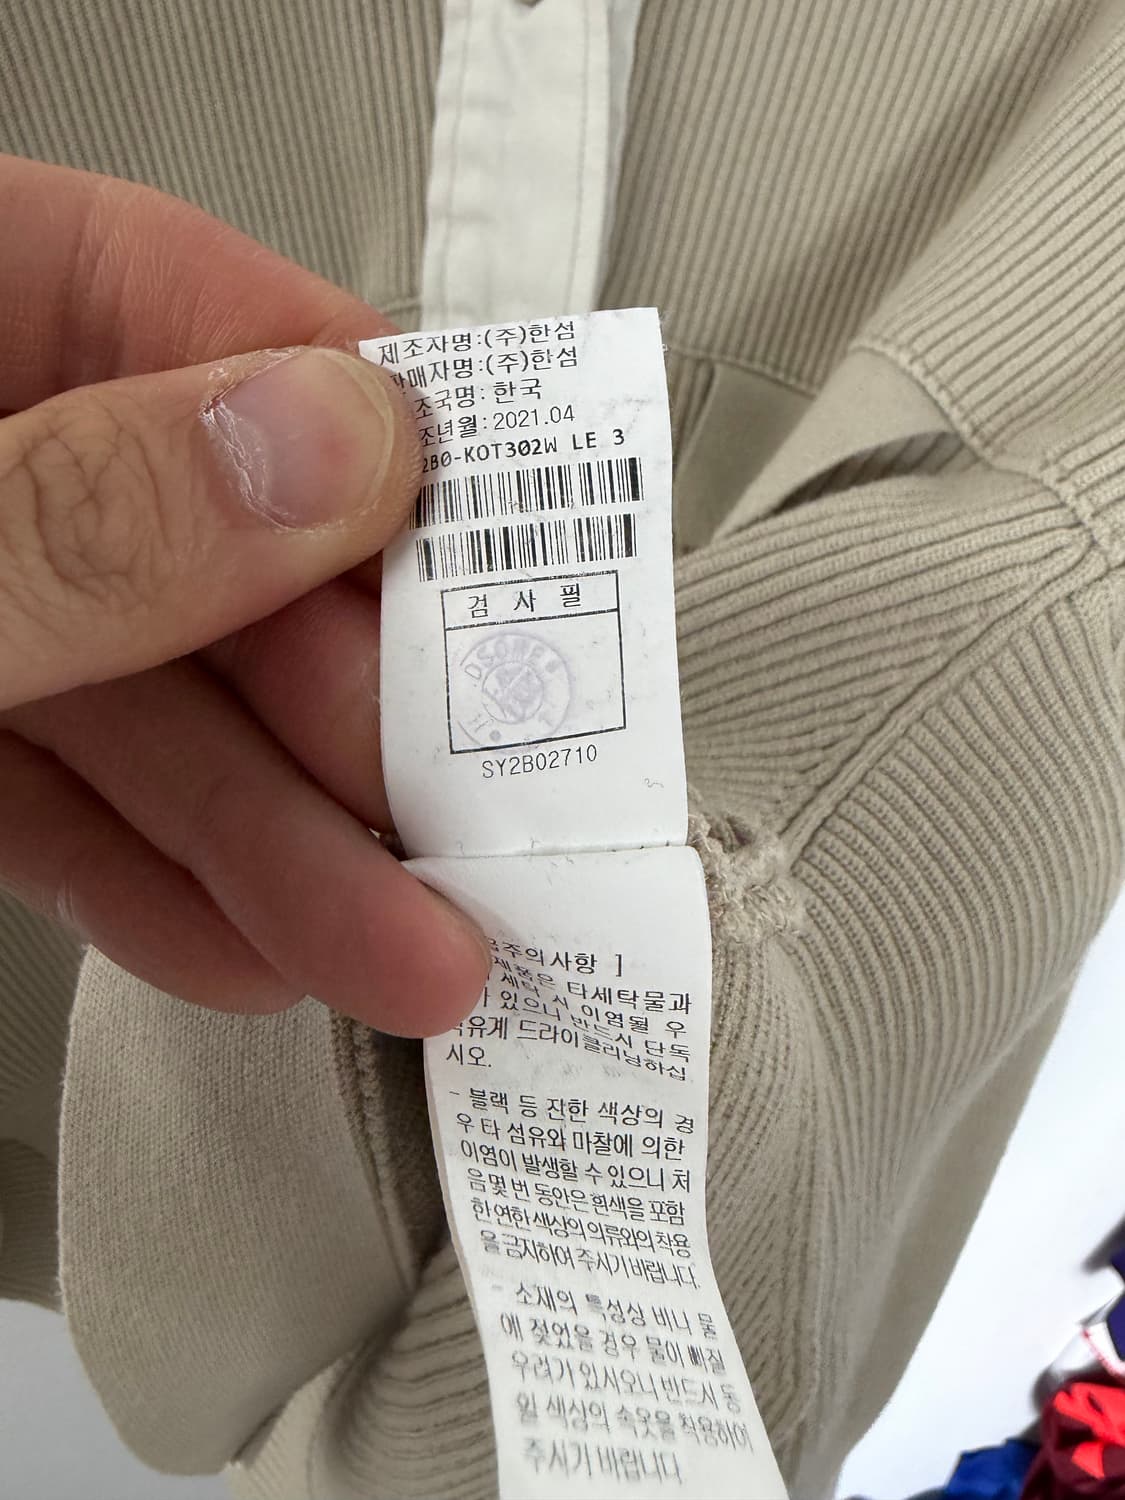 제조자명:(주)한섬
판매자명:(주)한섬
조국명: 한국
조년월:2021.04
2B0-KOT302W LE 3
검 사 필
SY2B02710
주의사항 ]
제품은 타세탁물과
세탁 시 이염될 우
가 있으니 반드시 단독
석유계 드라이클리닝하십
시오.
- 블랙 등 진한 색상의 경
우 타 섬유와 마찰에 의한
이염이 발생할 수 있으니 처
음 몇 번 동안은 흰색을 포함
한 연한 색상의 의류와의 착용
을 금지하여 주시기 바랍니다.
- 소재의 특성상 비나 물
에 젖었을 경우 물이 빠질
우려가 있사오니 반드시 동
일 색상의 속옷을 착용하여
주시기 바랍니다